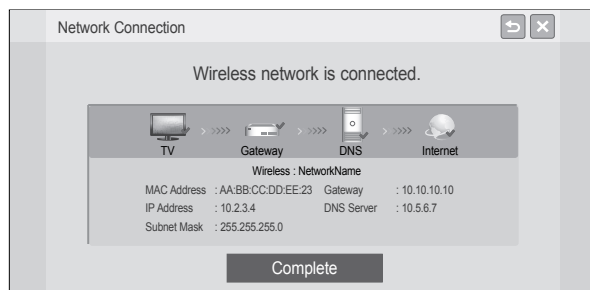 Network Connection
Wireless network is connected.
TV Gateway DNS Internet
Wireless : NetworkName
MAC Address : AA:BB:CC:DD:EE:23 Gateway : 10.10.10.10
IP Address : 10.2.3.4 DNS Server : 10.5.6.7
Subnet Mask : 255.255.255.0
Complete